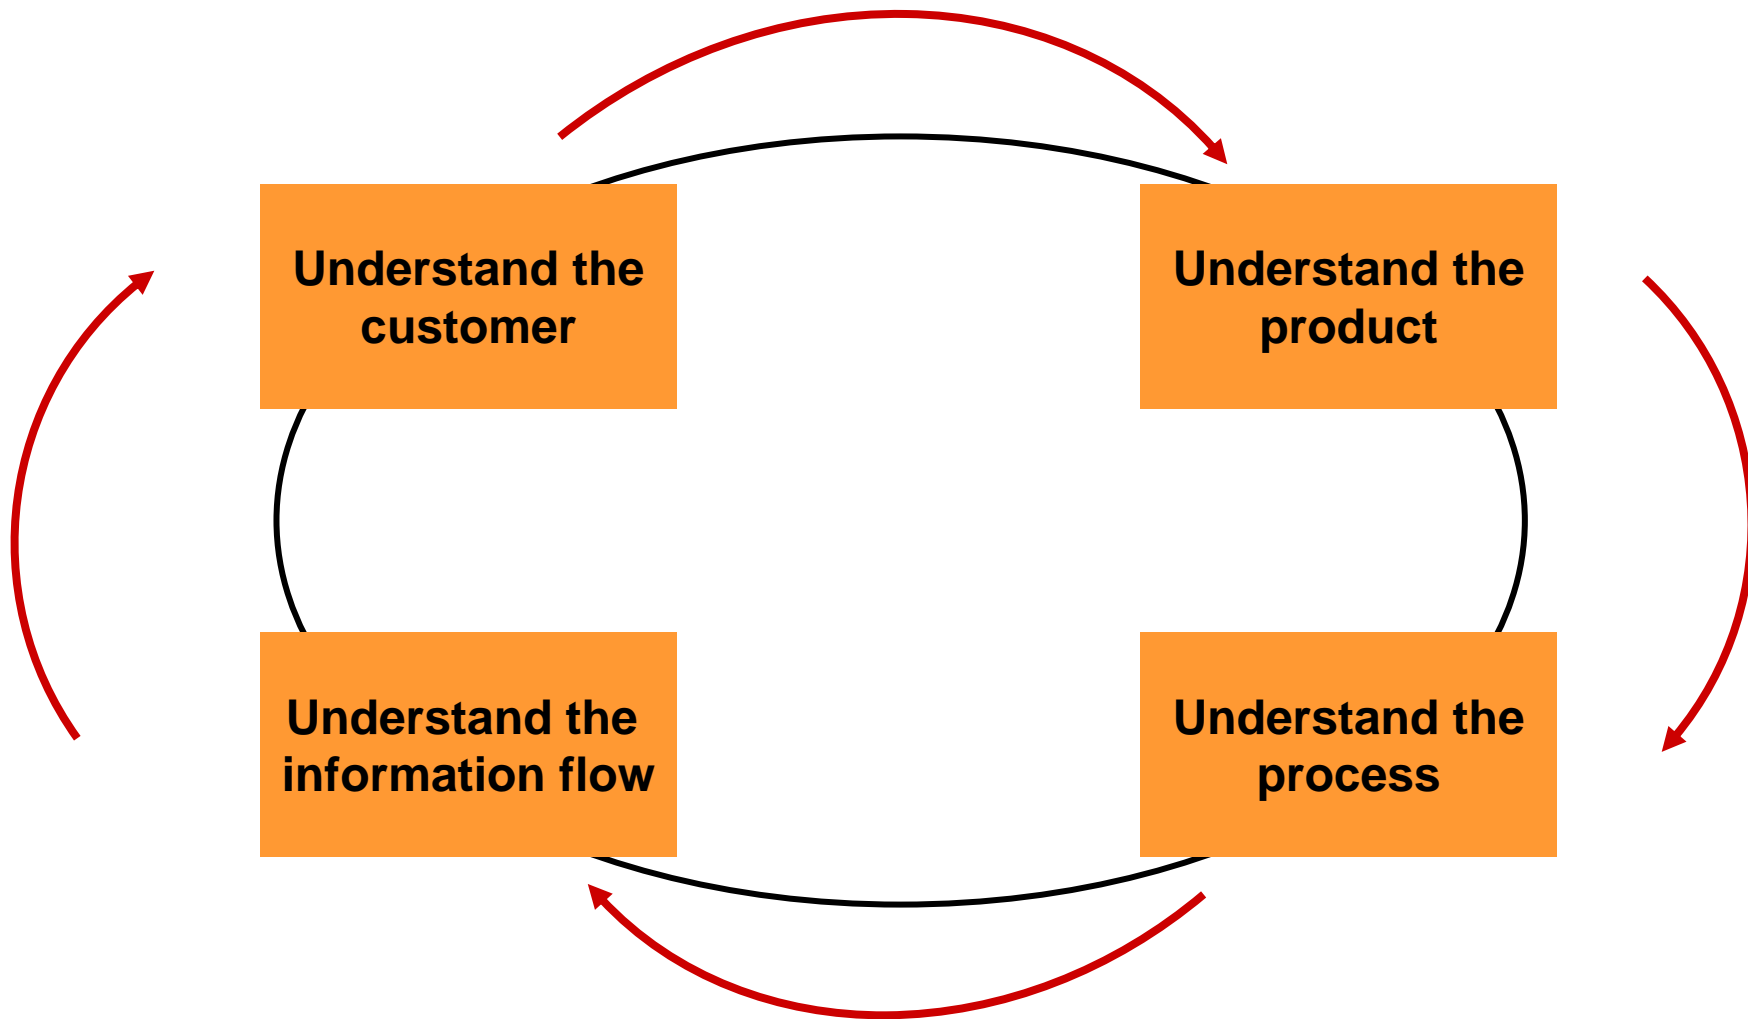 Understand the
customer
Understand the
product
Understand the
information flow
Understand the
process